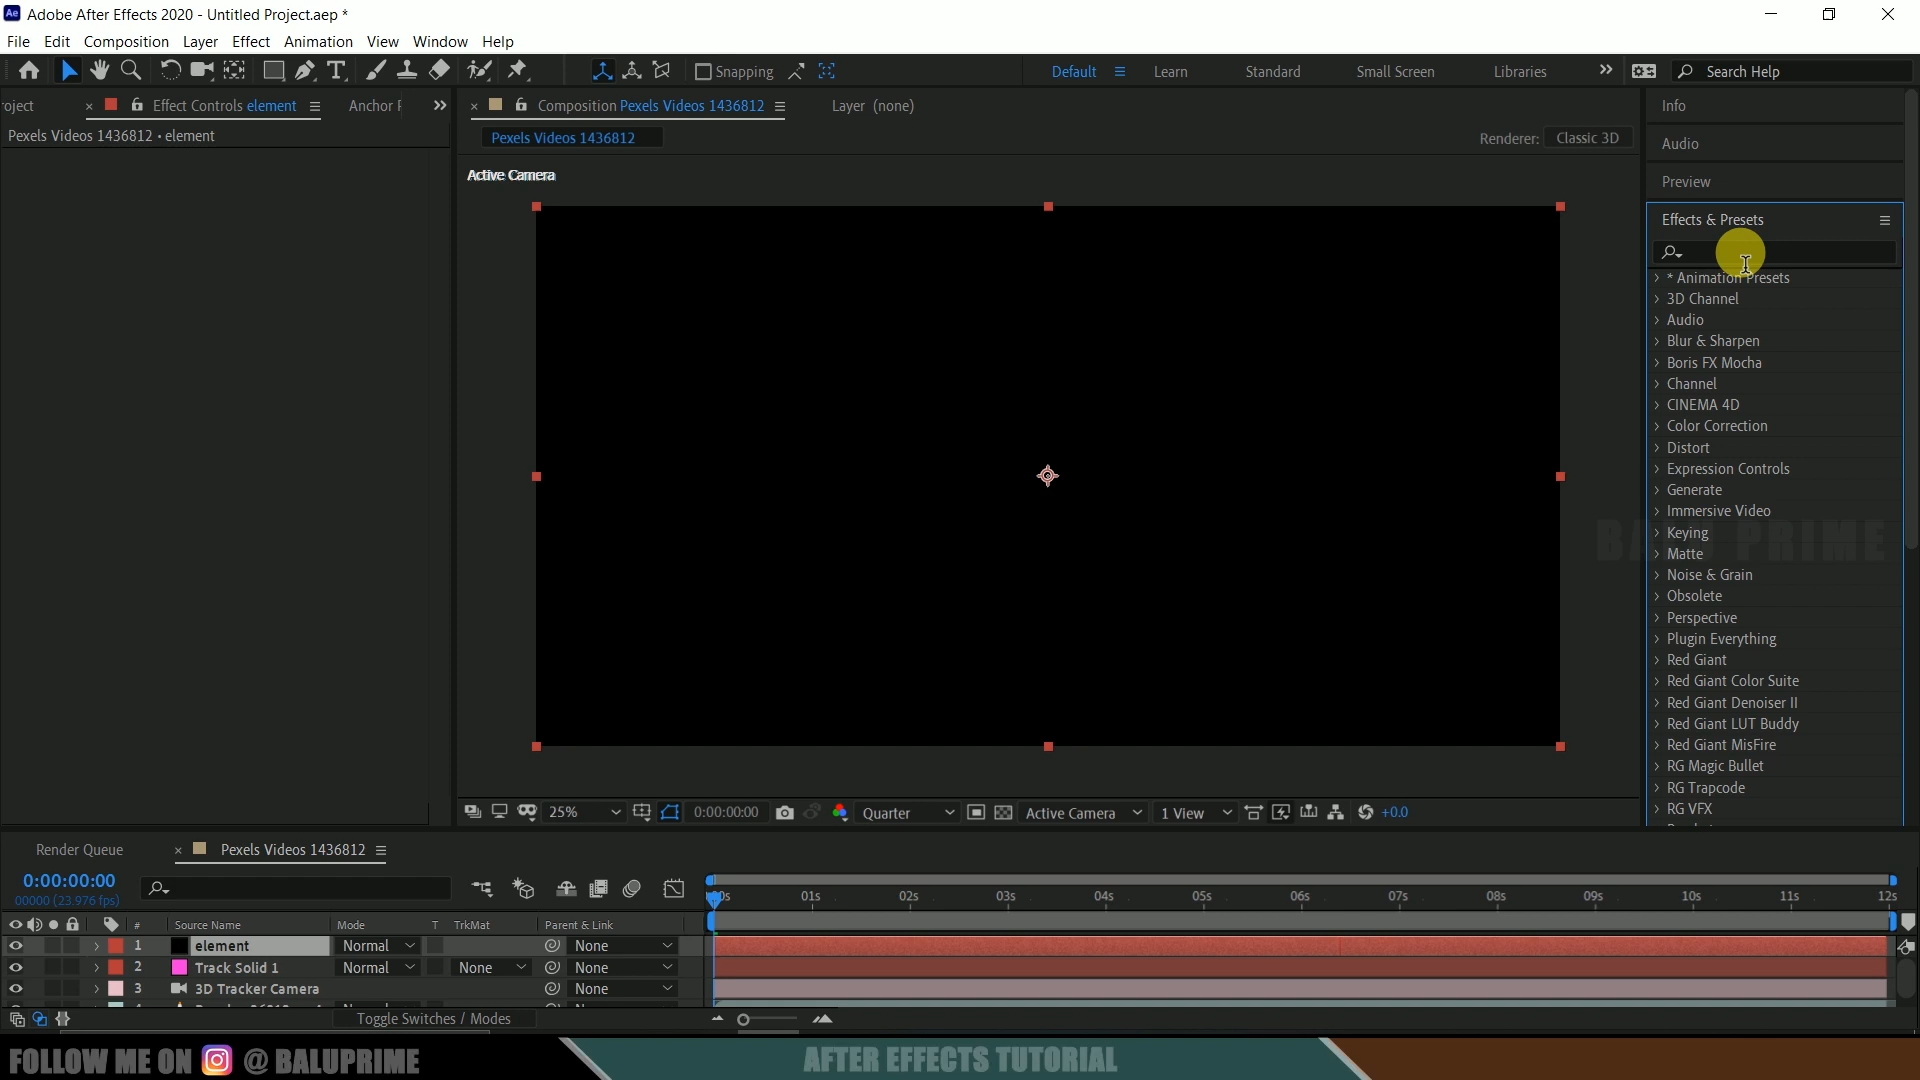 Adobe After Effects 2020 - Untitled Project.aep *
File Edit Composition Layer Effect Animation View Window Help
Snapping
Default Learn Standard Small Screen Libraries
Search Help
oject
Effect Controls element
Anchor
Composition Pexels Videos 1436812
Layer (none)
Pexels Videos 1436812 • element
Pexels Videos 1436812
Renderer: Classic 3D
Active Camera
Info
Audio
Preview
Effects & Presets
* Animation Presets
3D Channel
Audio
Blur & Sharpen
Boris FX Mocha
Channel
CINEMA 4D
Color Correction
Distort
Expression Controls
Generate
Immersive Video
Keying
Matte
Noise & Grain
Obsolete
Perspective
Plugin Everything
Red Giant
Red Giant Color Suite
Red Giant Denoiser II
Red Giant LUT Buddy
Red Giant MisFire
RG Magic Bullet
RG Trapcode
RG VFX
BALU PRIME
25% 0:00:00:00 Quarter Active Camera 1 View +0.0
Render Queue
Pexels Videos 1436812
0:00:00:00
00000 (23.976 fps)
00s 01s 02s 03s 04s 05s 06s 07s 08s 09s 10s 11s 12s
# Source Name Mode T TrkMat Parent & Link
1 element Normal None
2 Track Solid 1 Normal None None
3 3D Tracker Camera None
Toggle Switches / Modes
FOLLOW ME ON @ BALUPRIME
AFTER EFFECTS TUTORIAL